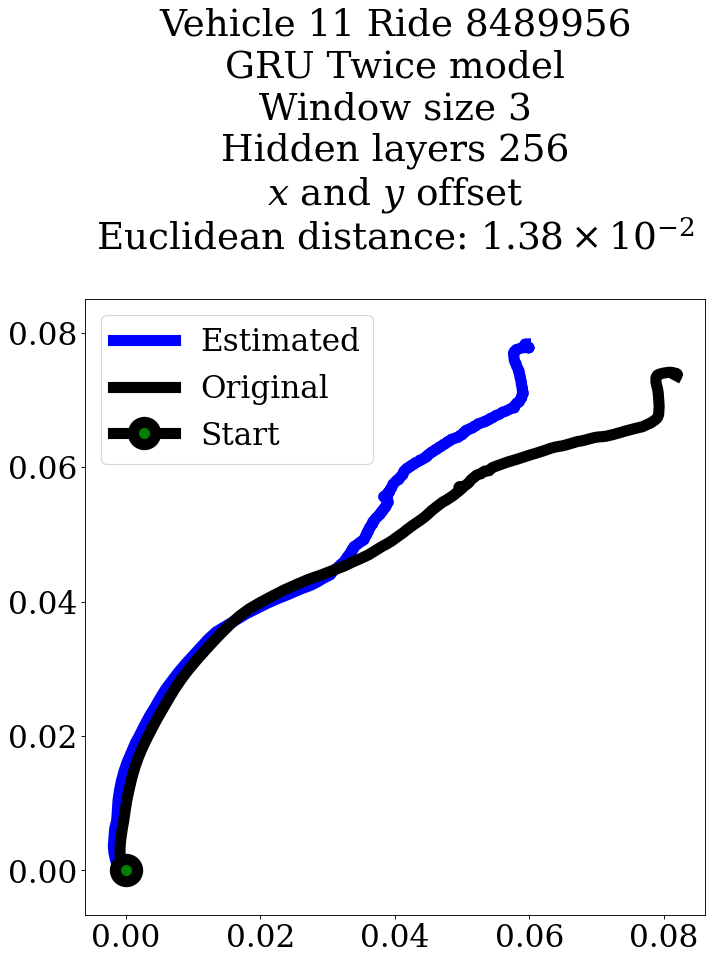 Vehicle 11 Ride 8489956
GRU Twice model
Window size 3
Hidden layers 256
x and y offset
Euclidean distance: 1.38 × 10⁻²
Estimated
Original
Start
0.08
0.06
0.04
0.02
0.00
0.00 0.02 0.04 0.06 0.08